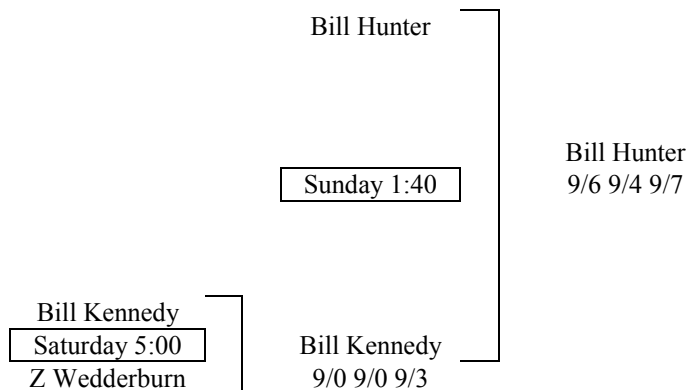 Bill Hunter
Sunday 1:40
Bill Hunter
9/6 9/4 9/7
Bill Kennedy
Saturday 5:00
Z Wedderburn
Bill Kennedy
9/0 9/0 9/3